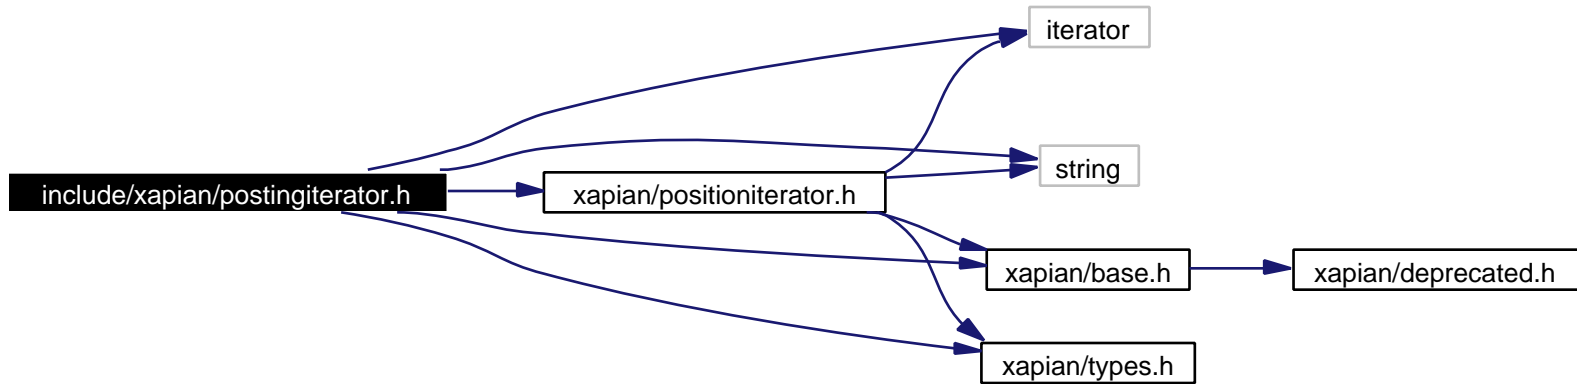 iterator
string
include/xapian/postingiterator.h
xapian/positioniterator.h
xapian/base.h
xapian/deprecated.h
xapian/types.h